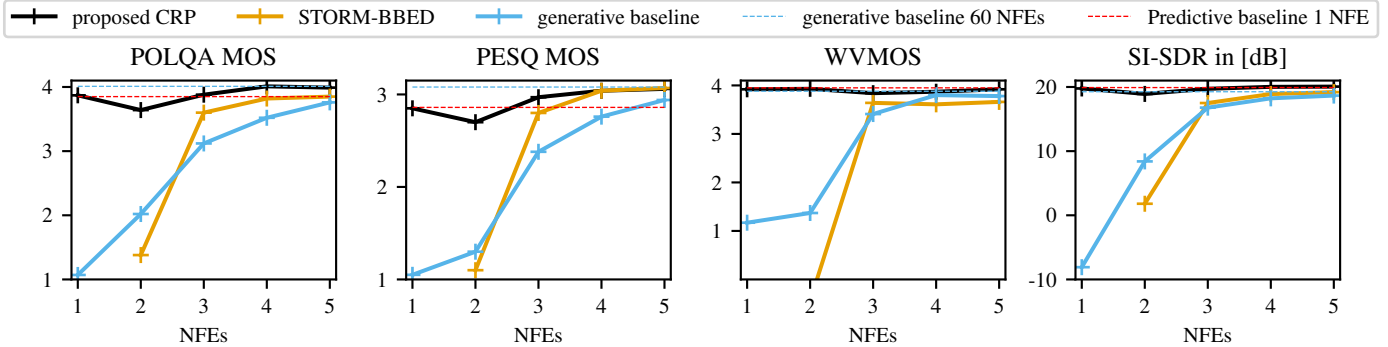 proposed CRP STORM-BBED generative baseline generative baseline 60 NFEs Predictive baseline 1 NFE
POLQA MOS
4
3
2
1
1 2 3 4 5
NFEs
PESQ MOS
3
2
1
1 2 3 4 5
NFEs
WVMOS
4
3
2
1
1 2 3 4 5
NFEs
SI-SDR in [dB]
20
10
0
-10
1 2 3 4 5
NFEs